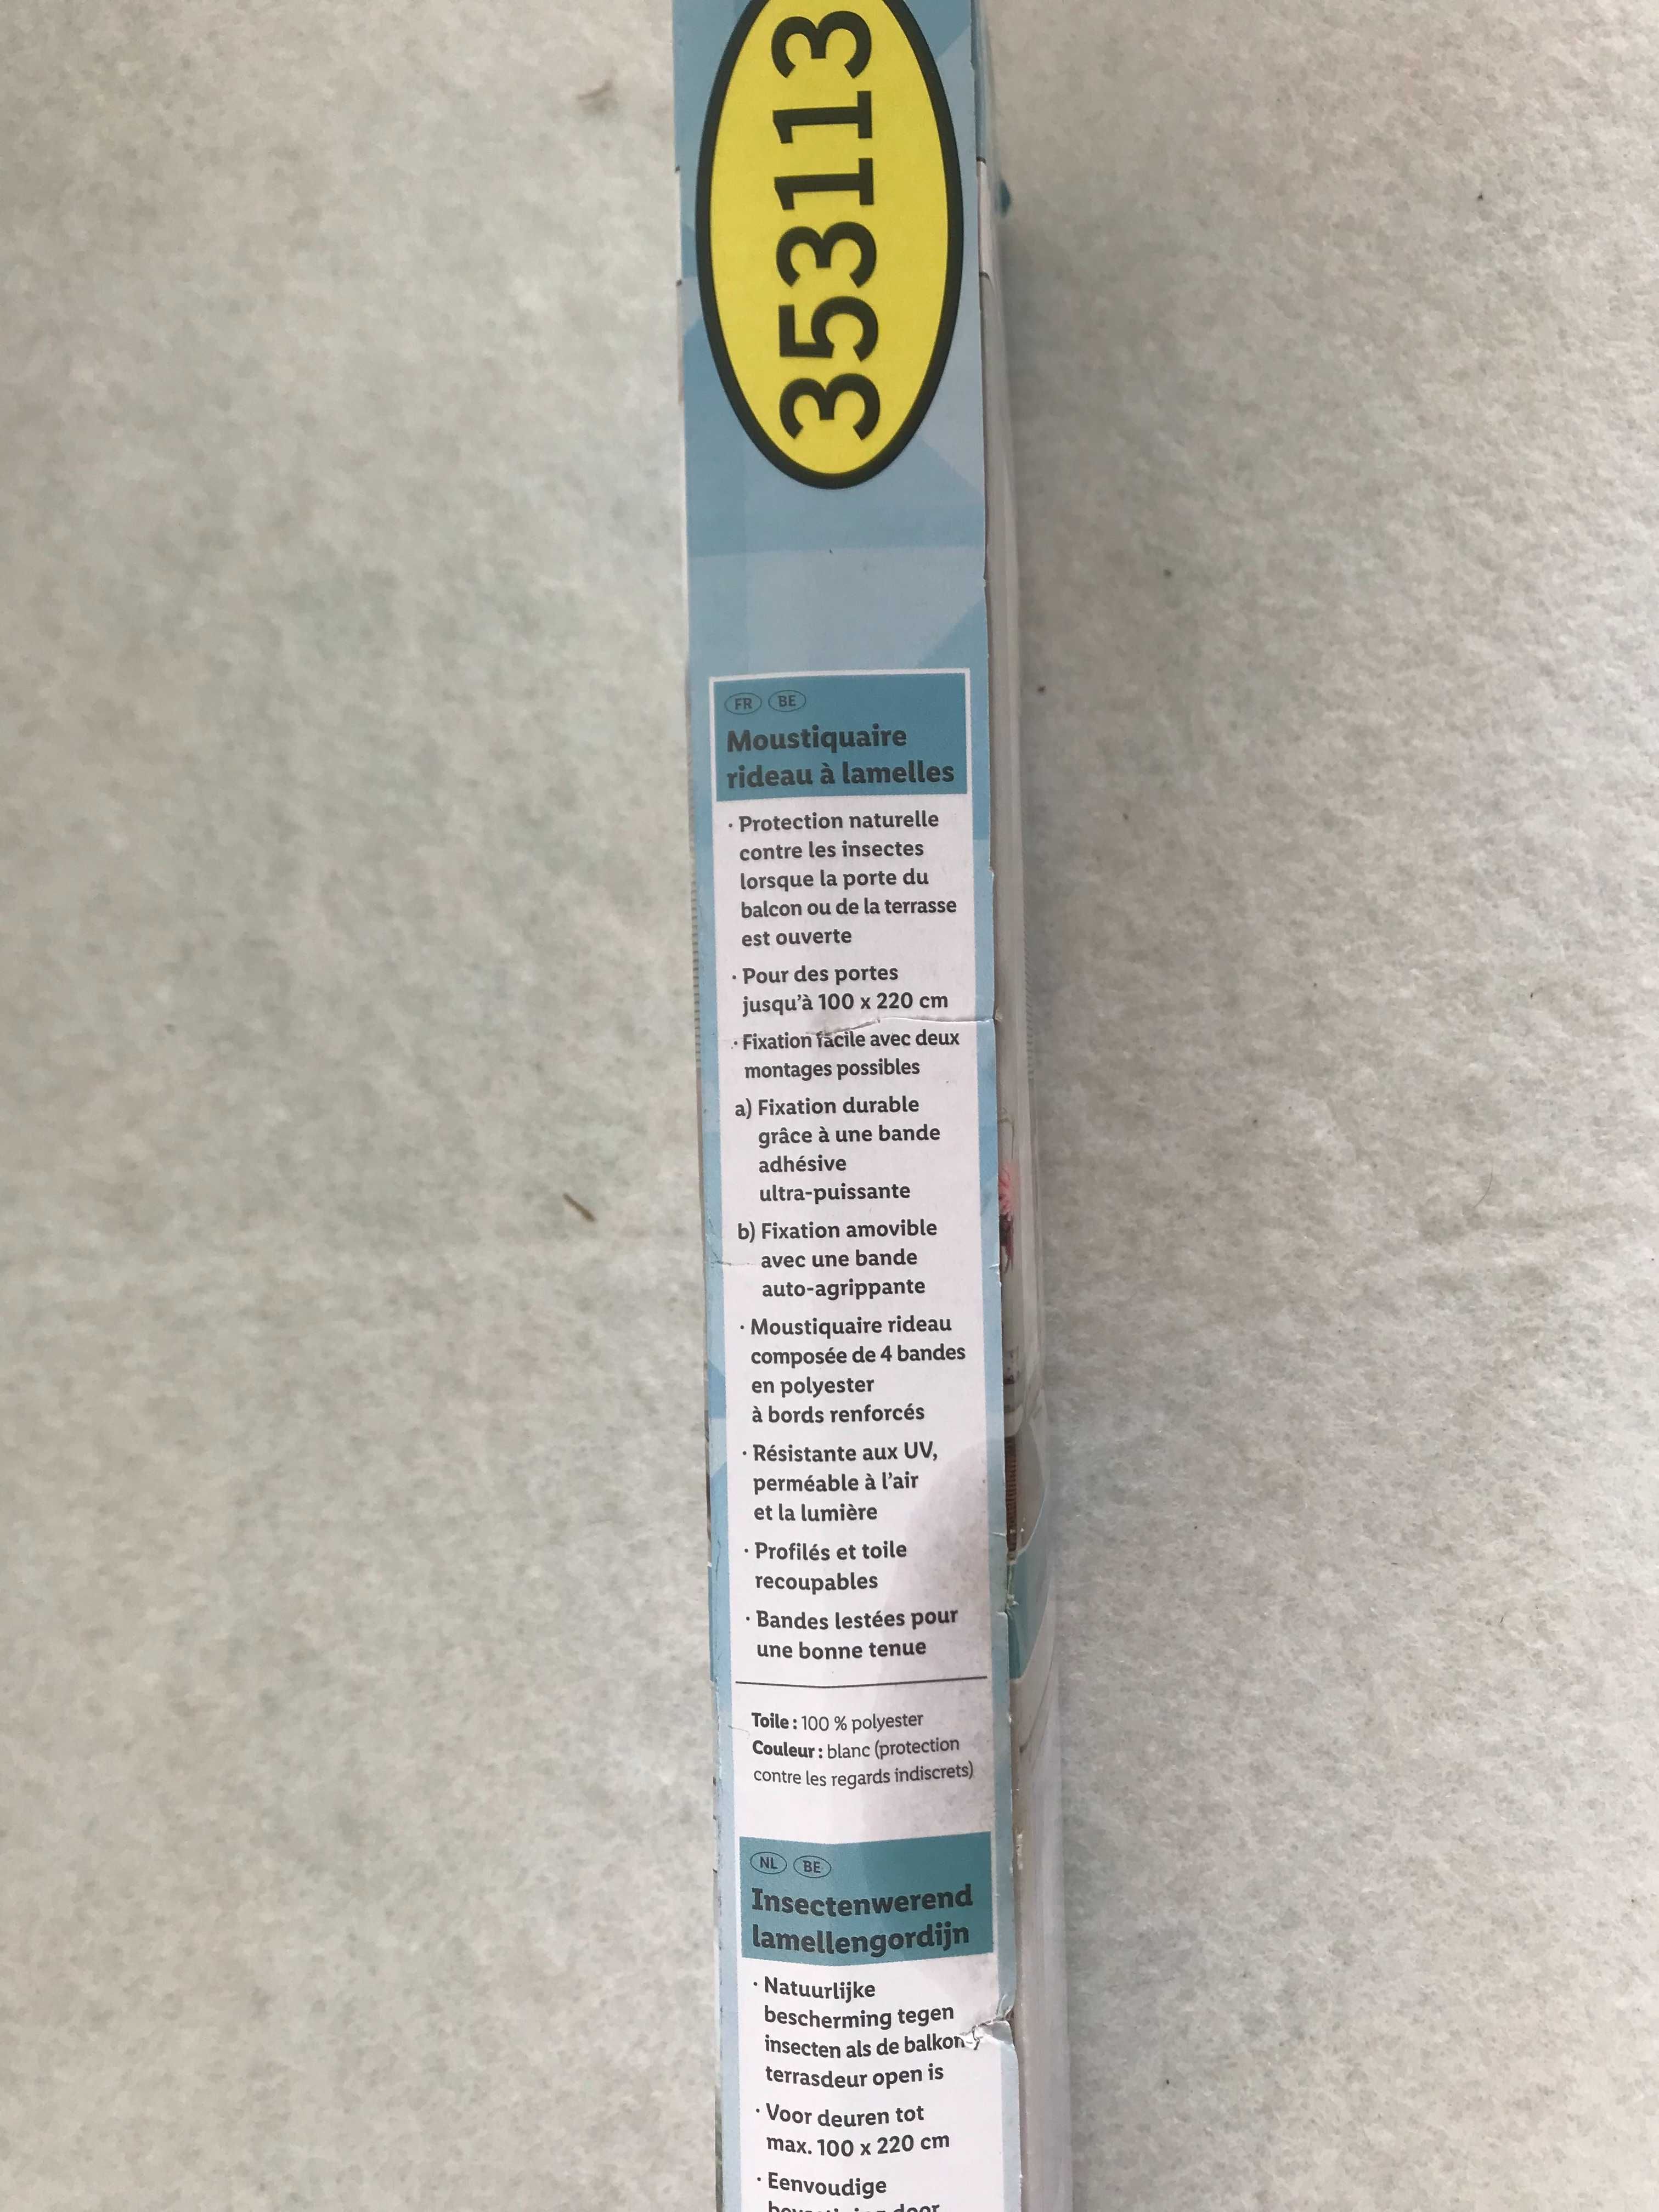 353113
FR BE
Moustiquaire
rideau à lamelles
· Protection naturelle
contre les insectes
lorsque la porte du
balcon ou de la terrasse
est ouverte
· Pour des portes
jusqu'à 100 x 220 cm
· Fixation facile avec deux
montages possibles
a) Fixation durable
grâce à une bande
adhésive
ultra-puissante
b) Fixation amovible
avec une bande
auto-agrippante
· Moustiquaire rideau
composée de 4 bandes
en polyester
à bords renforcés
· Résistante aux UV,
perméable à l'air
et la lumière
· Profilés et toile
recoupables
· Bandes lestées pour
une bonne tenue
Toile : 100 % polyester
Couleur : blanc (protection
contre les regards indiscrets)
NL BE
Insectenwerend
lamellengordijn
· Natuurlijke
bescherming tegen
insecten als de balkon-/
terrasdeur open is
· Voor deuren tot
max. 100 x 220 cm
· Eenvoudige